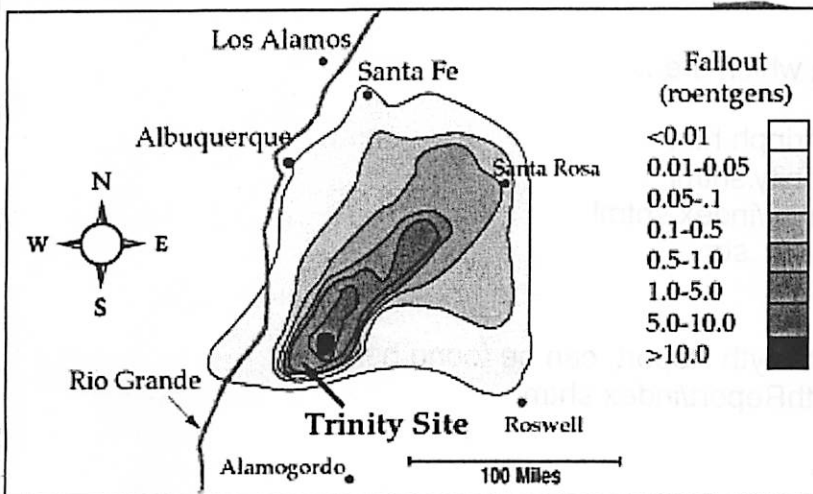 Los Alamos
Santa Fe
Albuquerque
Santa Rosa
N
W
E
S
Rio Grande
Trinity Site
Roswell
Alamogordo
100 Miles
Fallout
(roentgens)
<0.01
0.01-0.05
0.05-.1
0.1-0.5
0.5-1.0
1.0-5.0
5.0-10.0
>10.0